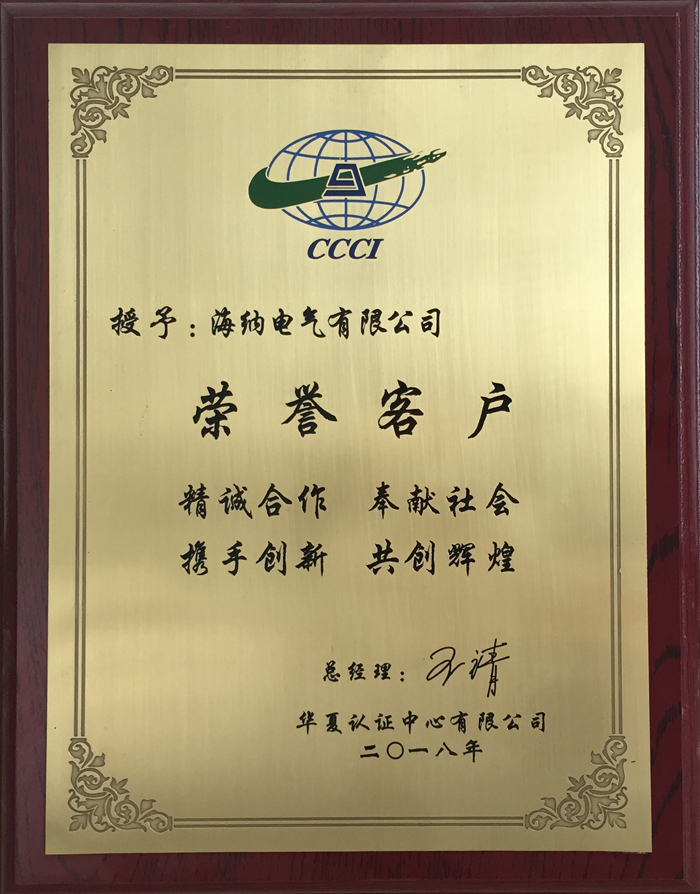 CCCI
授予:海纳电气有限公司
荣誉客户
精诚合作 奉献社会
携手创新 共创辉煌
总经理:
华夏认证中心有限公司
二〇一八年